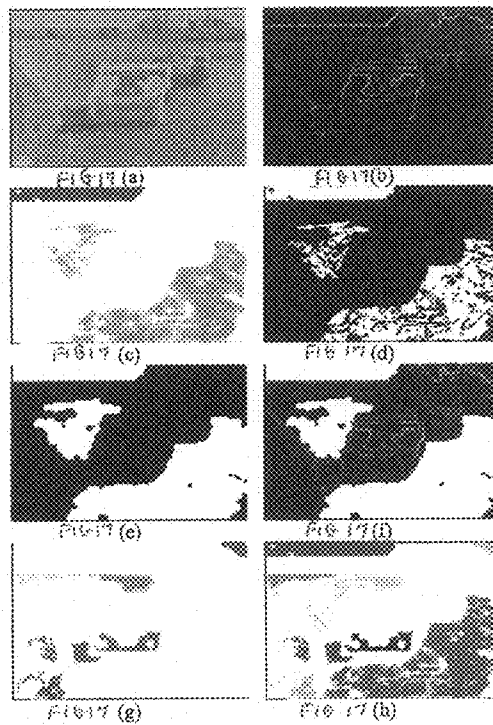 FIG 17 (a)
FIG 17 (b)
FIG 17 (c)
FIG 17 (d)
FIG 17 (e)
FIG 17 (f)
FIG 17 (g)
FIG 17 (h)